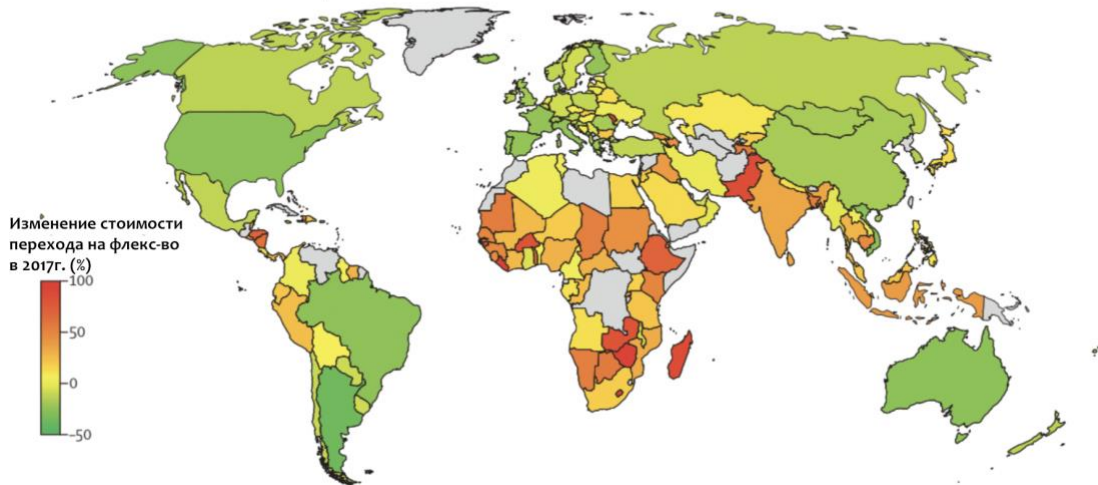 Изменение стоимости
перехода на флекс-во
в 2017г. (%)
100
50
0
–50